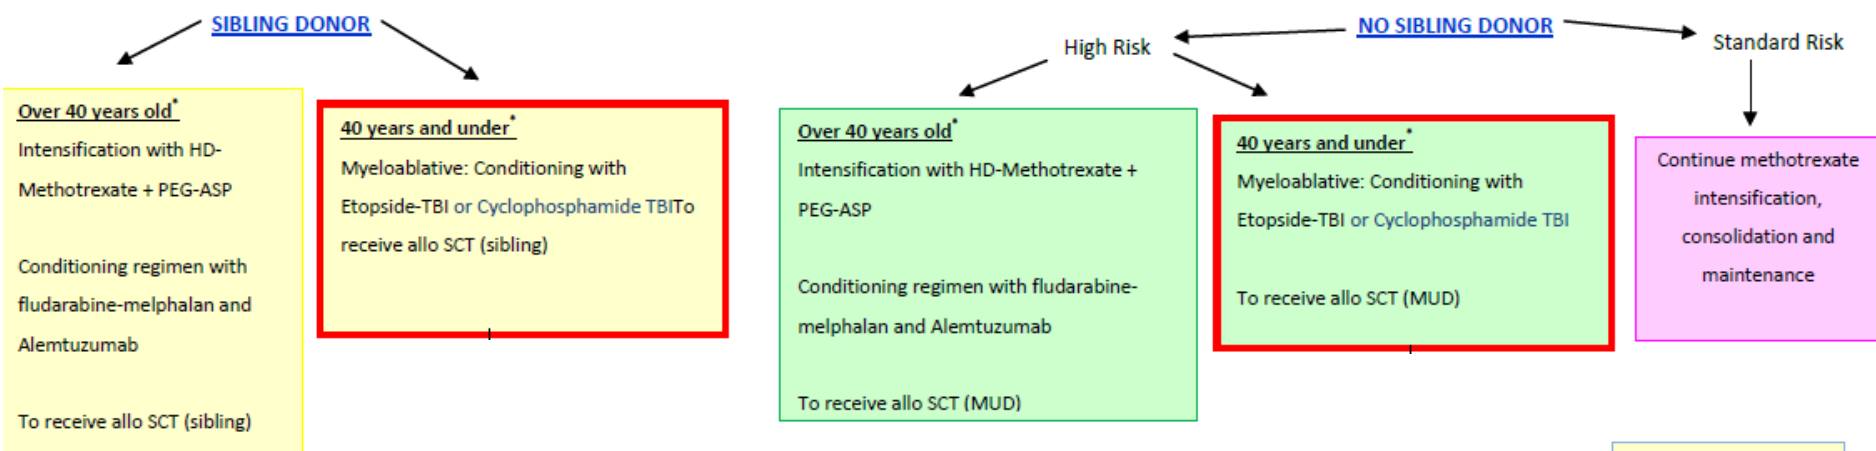 SIBLING DONOR
Over 40 years old*
Intensification with HD-
Methotrexate + PEG-ASP
Conditioning regimen with
fludarabine-melphalan and
Alemtuzumab
To receive allo SCT (sibling)
40 years and under*
Myeloablative: Conditioning with
Etopside-TBI or Cyclophosphamide TBITo
receive allo SCT (sibling)
NO SIBLING DONOR
High Risk
Standard Risk
Over 40 years old*
Intensification with HD-Methotrexate +
PEG-ASP
Conditioning regimen with fludarabine-
melphalan and Alemtuzumab
To receive allo SCT (MUD)
40 years and under*
Myeloablative: Conditioning with
Etopside-TBI or Cyclophosphamide TBI
To receive allo SCT (MUD)
Continue methotrexate
intensification,
consolidation and
maintenance